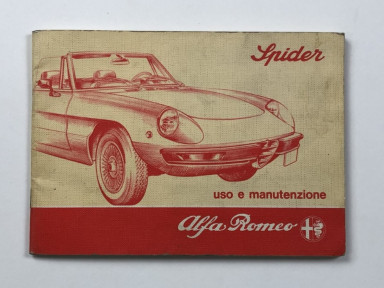 Spider
uso e manutenzione
Alfa Romeo